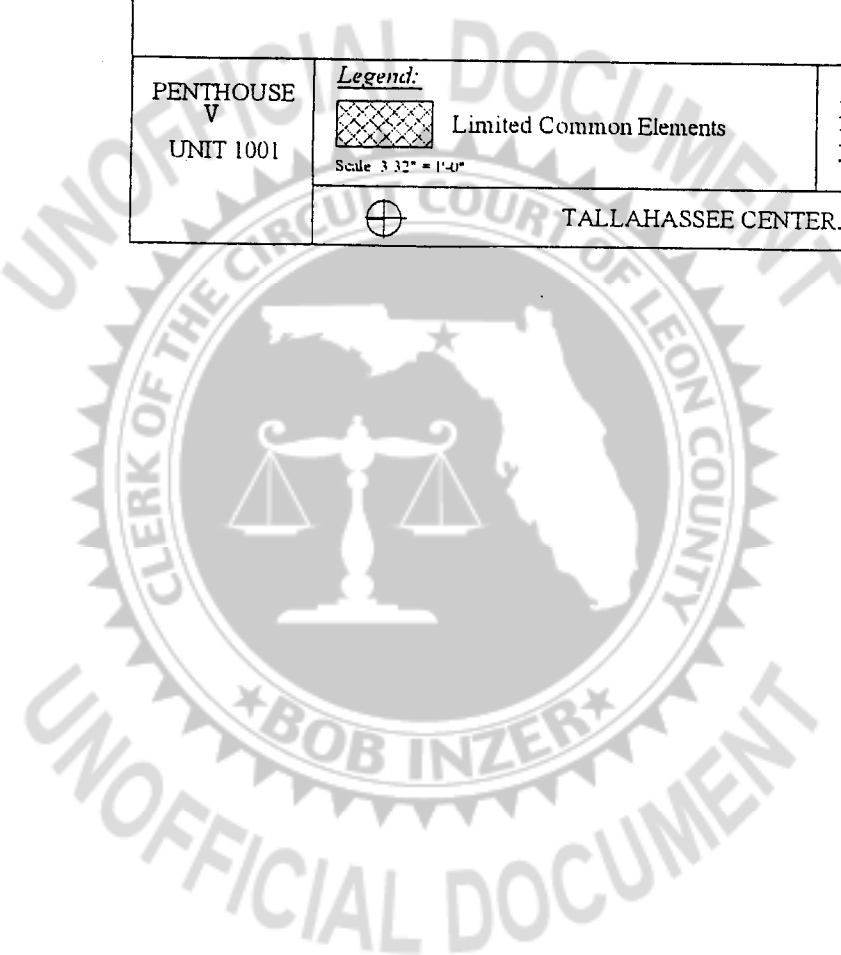 UNOFFICIAL DOCUMENT
PENTHOUSE
V
UNIT 1001
Legend:
Limited Common Elements
Scale 3 32" = 1'-0"
TALLAHASSEE CENTER
CLERK OF THE CIRCUIT COURT OF LEON COUNTY
★BOB INZER★
UNOFFICIAL DOCUMENT